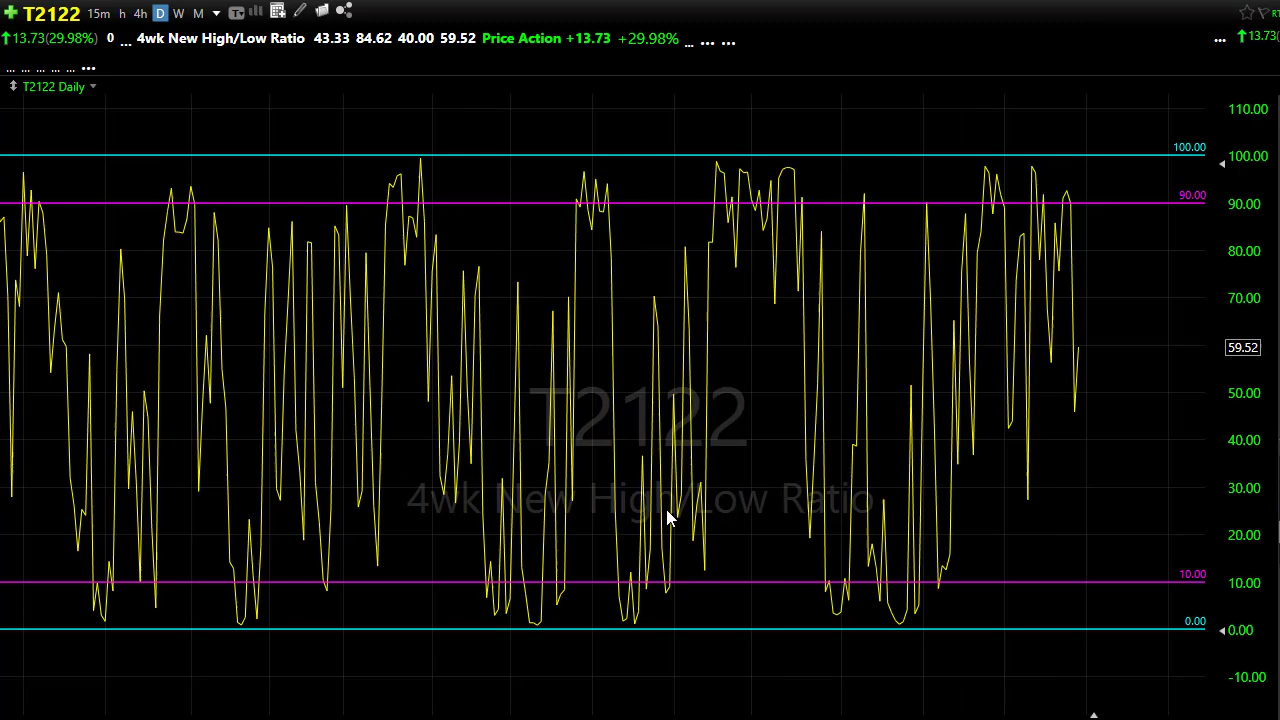 T2122 15m h 4h D W M T
13.73(29.98%) 0 ... 4wk New High/Low Ratio 43.33 84.62 40.00 59.52 Price Action +13.73 +29.98% ... ... ... ... 13.73(
... ... ... ... ... ...
T2122 Daily
110.00
100.00 100.00
90.00 90.00
80.00
70.00
59.52
50.00
T2122
40.00
4wk New High/Low Ratio
30.00
20.00
10.00 10.00
0.00 0.00
-10.00